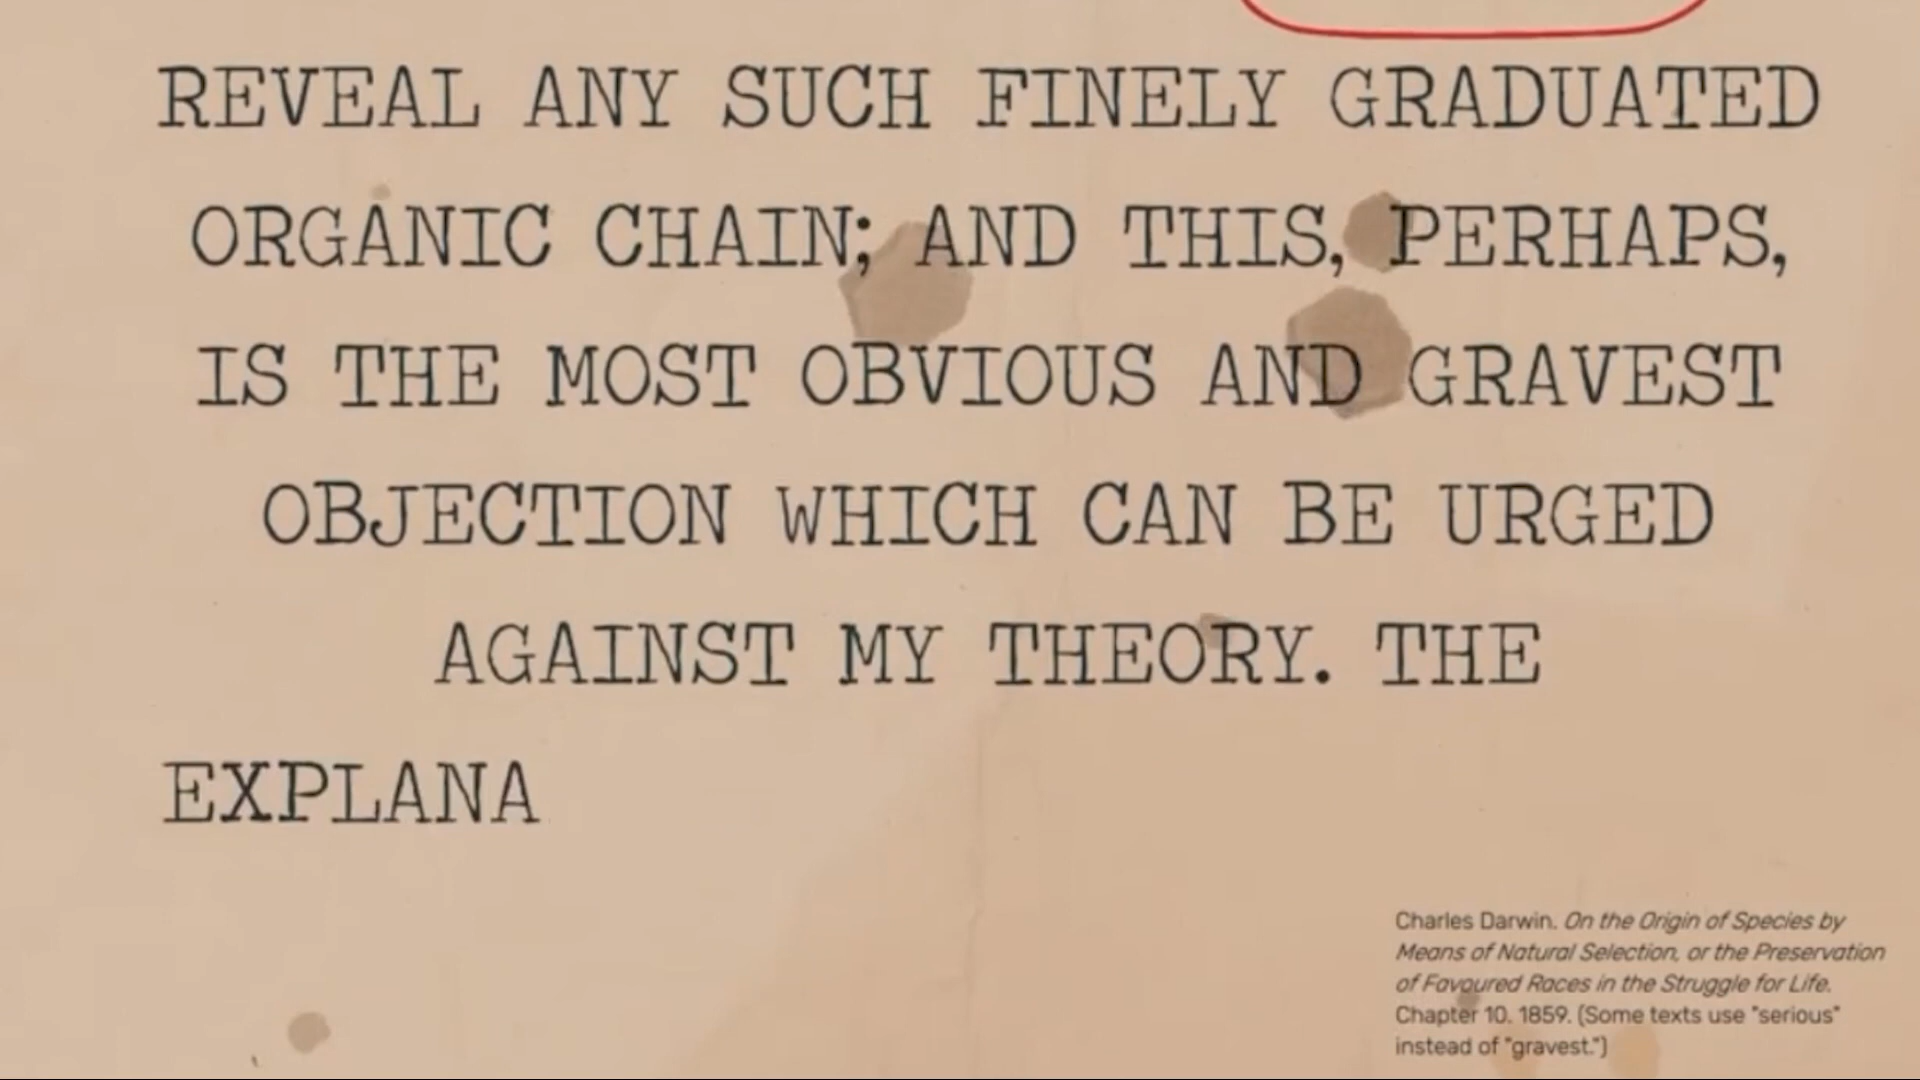 REVEAL ANY SUCH FINELY GRADUATED
ORGANIC CHAIN; AND THIS, PERHAPS,
IS THE MOST OBVIOUS AND GRAVEST
OBJECTION WHICH CAN BE URGED
AGAINST MY THEORY. THE
EXPLANA
Charles Darwin. On the Origin of Species by
Means of Natural Selection, or the Preservation
of Favoured Races in the Struggle for Life.
Chapter 10. 1859. (Some texts use "serious"
instead of "gravest.")